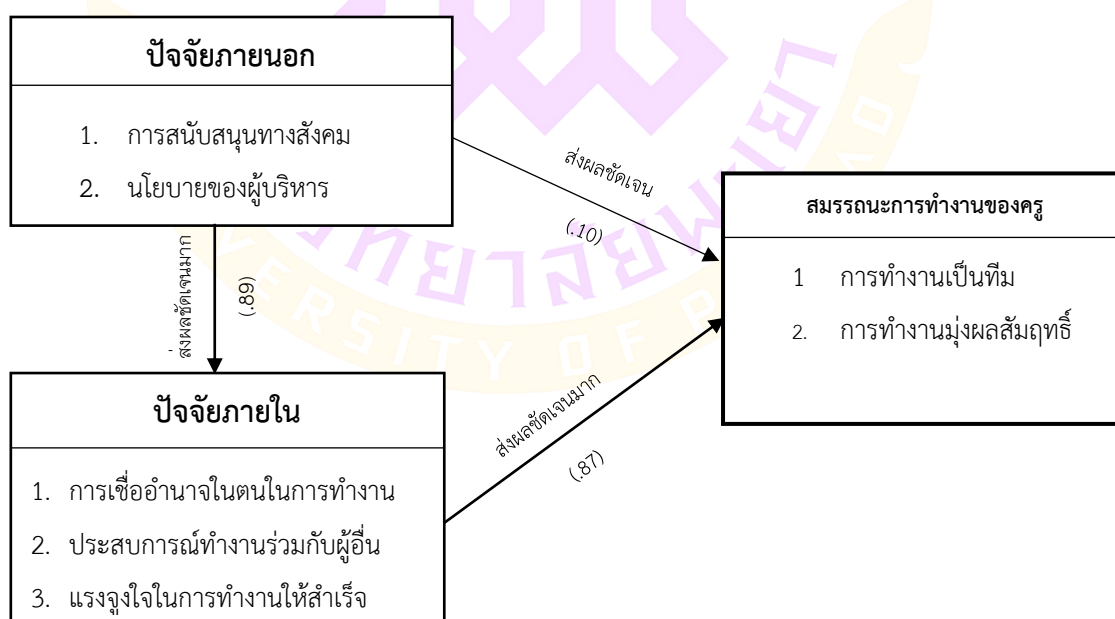 ปัจจัยภายนอก
1. การสนับสนุนทางสังคม
2. นโยบายของผู้บริหาร
ส่งผลชัดเจน
(.10)
สมรรถนะการทำงานของครู
1 การทำงานเป็นทีม
2. การทำงานมุ่งผลสัมฤทธิ์
ส่งผลชัดเจนมาก
(.89)
ปัจจัยภายใน
1. การเชื่ออำนาจในตนในการทำงาน
2. ประสบการณ์ทำงานร่วมกับผู้อื่น
3. แรงจูงใจในการทำงานให้สำเร็จ
ส่งผลชัดเจนมาก
(.87)
ERSITY OF P